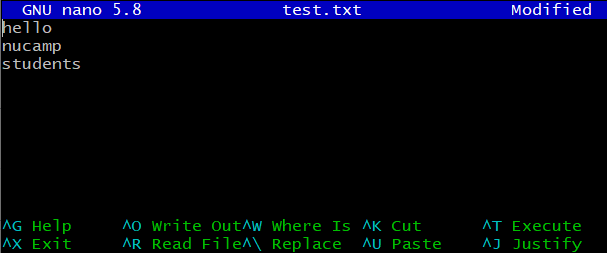 GNU nano 5.8 test.txt Modified
hello
nucamp
students
^G Help ^O Write Out ^W Where Is ^K Cut ^T Execute
^X Exit ^R Read File ^\ Replace ^U Paste ^J Justify